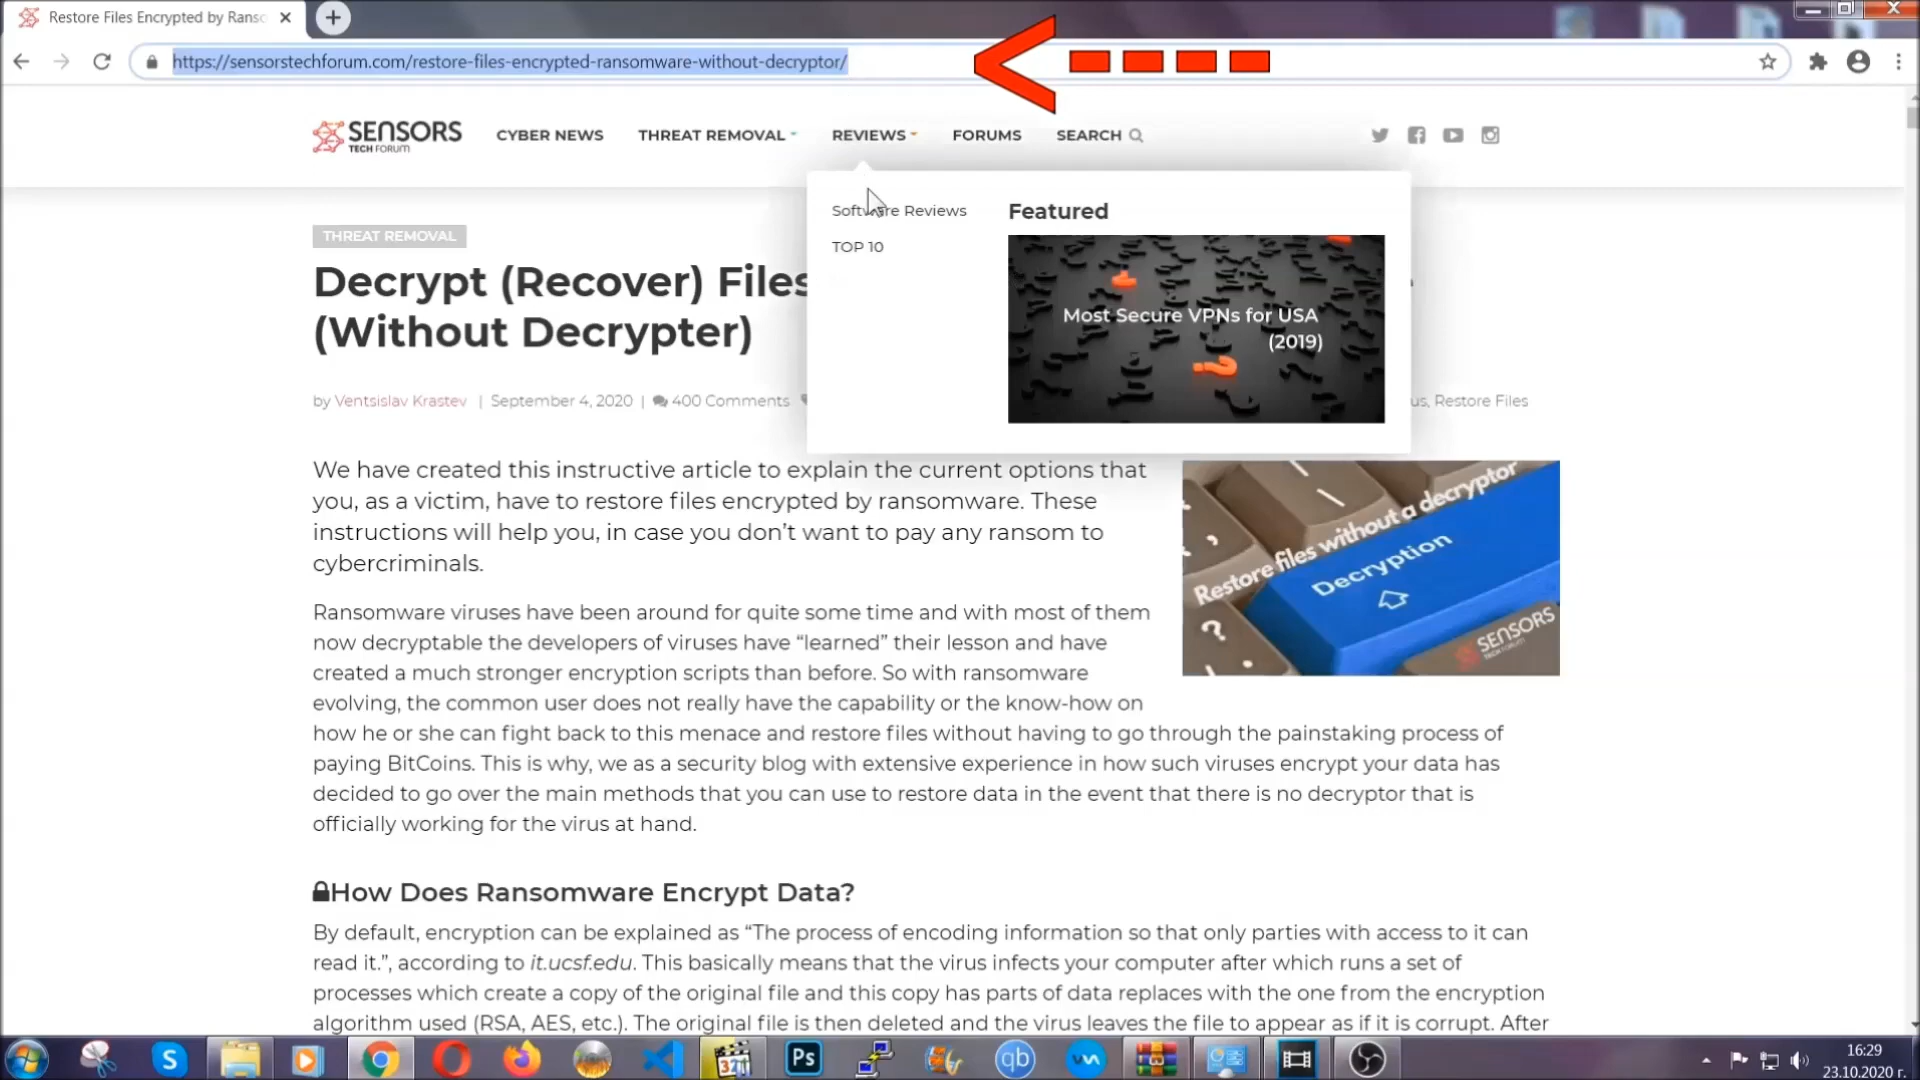 Restore Files Encrypted by Ranso
https://sensorstechforum.com/restore-files-encrypted-ransomware-without-decryptor/
SENSORS
TECH FORUM
CYBER NEWS
THREAT REMOVAL
REVIEWS
FORUMS
SEARCH
Software Reviews
TOP 10
Featured
Most Secure VPNs for USA
(2019)
THREAT REMOVAL
Decrypt (Recover) Files
(Without Decrypter)
by Ventsislav Krastev | September 4, 2020 | 400 Comments
us, Restore Files
We have created this instructive article to explain the current options that
you, as a victim, have to restore files encrypted by ransomware. These
instructions will help you, in case you don’t want to pay any ransom to
cybercriminals.
Restore files without a decryptor
Decryption
SENSORS
Ransomware viruses have been around for quite some time and with most of them
now decryptable the developers of viruses have “learned” their lesson and have
created a much stronger encryption scripts than before. So with ransomware
evolving, the common user does not really have the capability or the know-how on
how he or she can fight back to this menace and restore files without having to go through the painstaking process of
paying BitCoins. This is why, we as a security blog with extensive experience in how such viruses encrypt your data has
decided to go over the main methods that you can use to restore data in the event that there is no decryptor that is
officially working for the virus at hand.
How Does Ransomware Encrypt Data?
By default, encryption can be explained as “The process of encoding information so that only parties with access to it can
read it.”, according to it.ucsf.edu. This basically means that the virus infects your computer after which runs a set of
processes which create a copy of the original file and this copy has parts of data replaces with the one from the encryption
algorithm used (RSA, AES, etc.). The original file is then deleted and the virus leaves the file to appear as if it is corrupt. After
321
Ps
qb
16:29
23.10.2020 г.